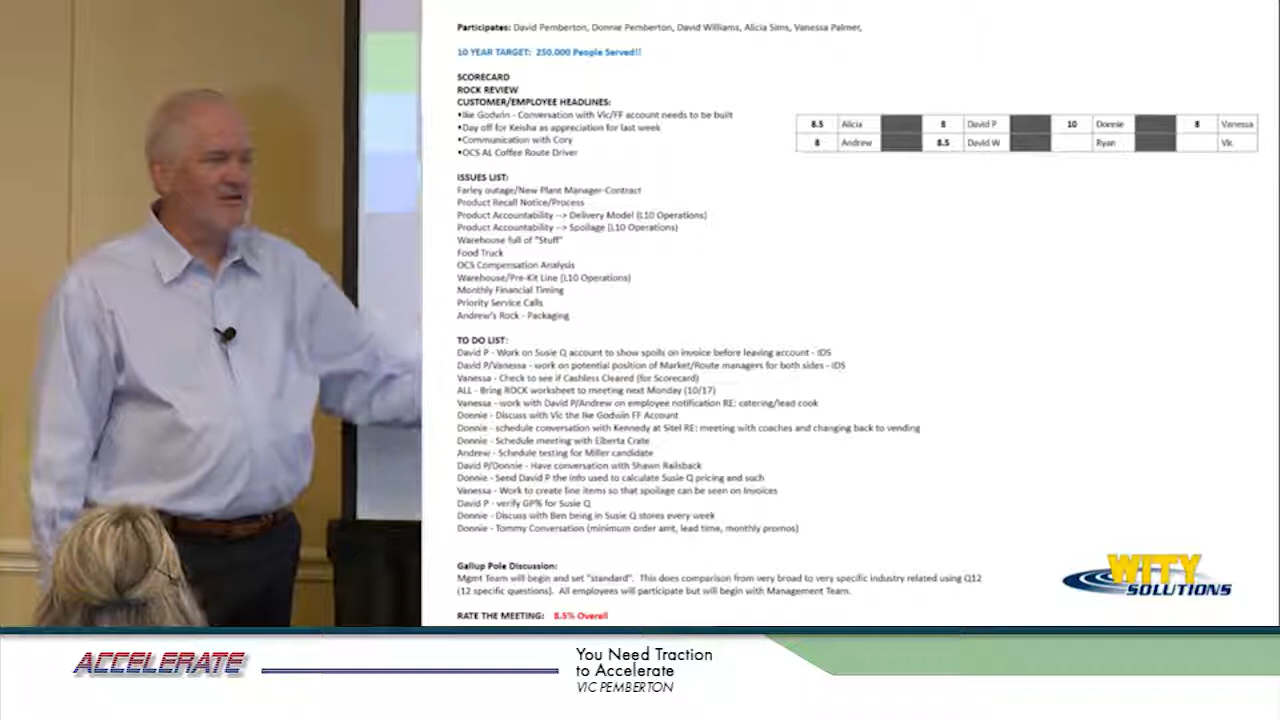 Participates: David Pemberton, Donnie Pemberton, David Williams, Alicia Sims, Vanessa Palmer,
10 YEAR TARGET: 250,000 People Served!!
SCORECARD
ROCK REVIEW
CUSTOMER/EMPLOYEE HEADLINES:
•Ike Godwin - Conversation with Vic/FF account needs to be built
•Day off for Keisha as appreciation for last week
•Communication with Cory
•OCS AL Coffee Route Driver
8.5 Alicia 8 David P 10 Donnie 8 Vanessa
8 Andrew 8.5 David W Ryan Vic
ISSUES LIST:
Farley outage/New Plant Manager-Contract
Product Recall Notice/Process
Product Accountability --> Delivery Model (L10 Operations)
Product Accountability --> Spoilage (L10 Operations)
Warehouse full of "Stuff"
Food Truck
OCS Compensation Analysis
Warehouse/Pre-Kit Line (L10 Operations)
Monthly Financial Timing
Priority Service Calls
Andrew's Rock - Packaging
TO DO LIST:
David P - Work on Susie Q account to show spoils on invoice before leaving account - IDS
David P/Vanessa - work on potential position of Market/Route managers for both sides - IDS
Vanessa - Check to see if Cashless Cleared (for Scorecard)
ALL - Bring ROCK worksheet to meeting next Monday (10/17)
Vanessa - work with David P/Andrew on employee notification RE: catering/lead cook
Donnie - Discuss with Vic the Ike Godwin FF Account
Donnie - schedule conversation with Kennedy at Sitel RE: meeting with coaches and changing back to vending
Donnie - Schedule meeting with Elberta Crate
Andrew - Schedule testing for Miller candidate
David P/Donnie - Have conversation with Shawn Railsback
Donnie - Send David P the info used to calculate Susie Q pricing and such
Vanessa - Work to create line items so that spoilage can be seen on Invoices
David P - verify GP% for Susie Q
Donnie - Discuss with Ben being in Susie Q stores every week
Donnie - Tommy Conversation (minimum order amt, lead time, monthly promos)
Gallup Pole Discussion:
Mgmt Team will begin and set "standard". This does comparison from very broad to very specific industry related using Q12
(12 specific questions). All employees will participate but will begin with Management Team.
RATE THE MEETING: 8.5% Overall
WITY
SOLUTIONS
ACCELERATE
You Need Traction
to Accelerate
VIC PEMBERTON